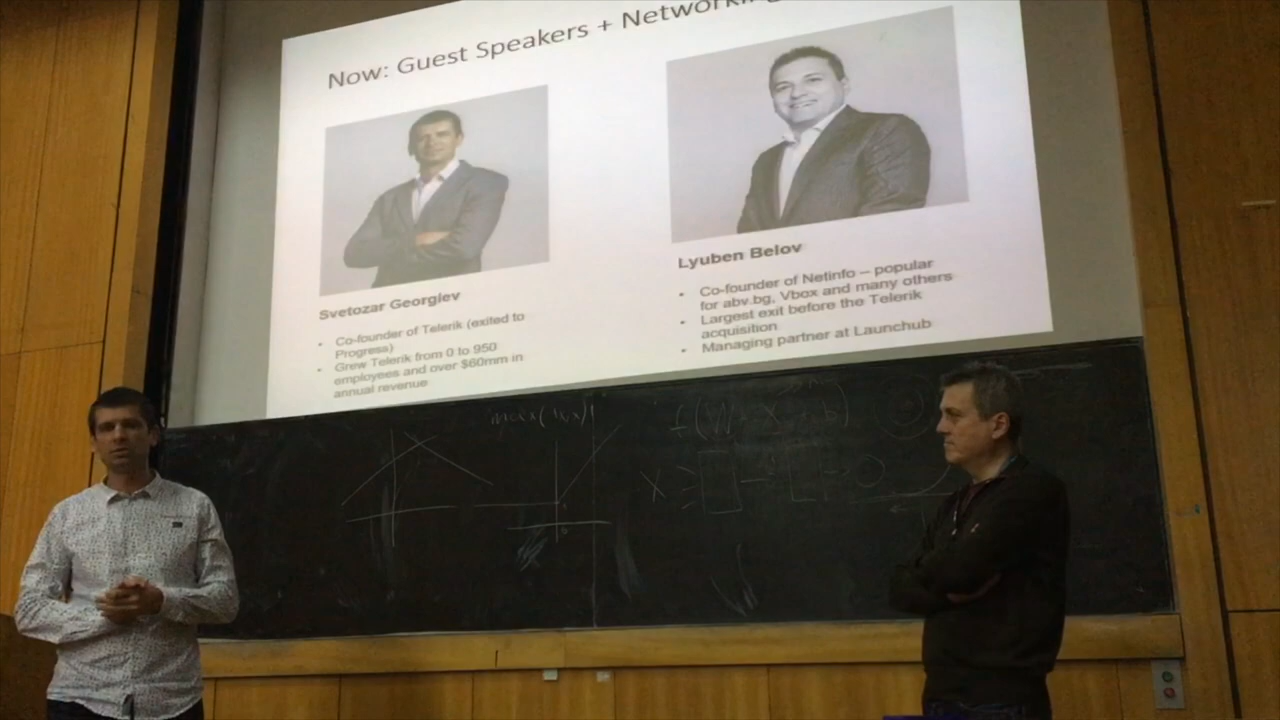 Now: Guest Speakers + Networking
Svetozar Georgiev
• Co-founder of Telerik (exited to
Progress)
• Grew Telerik from 0 to 950
employees and over $60mm in
annual revenue
Lyuben Belov
• Co-founder of Netinfo – popular
for abv.bg, Vbox and many others
• Largest exit before the Telerik
acquisition
• Managing partner at Launchub
X